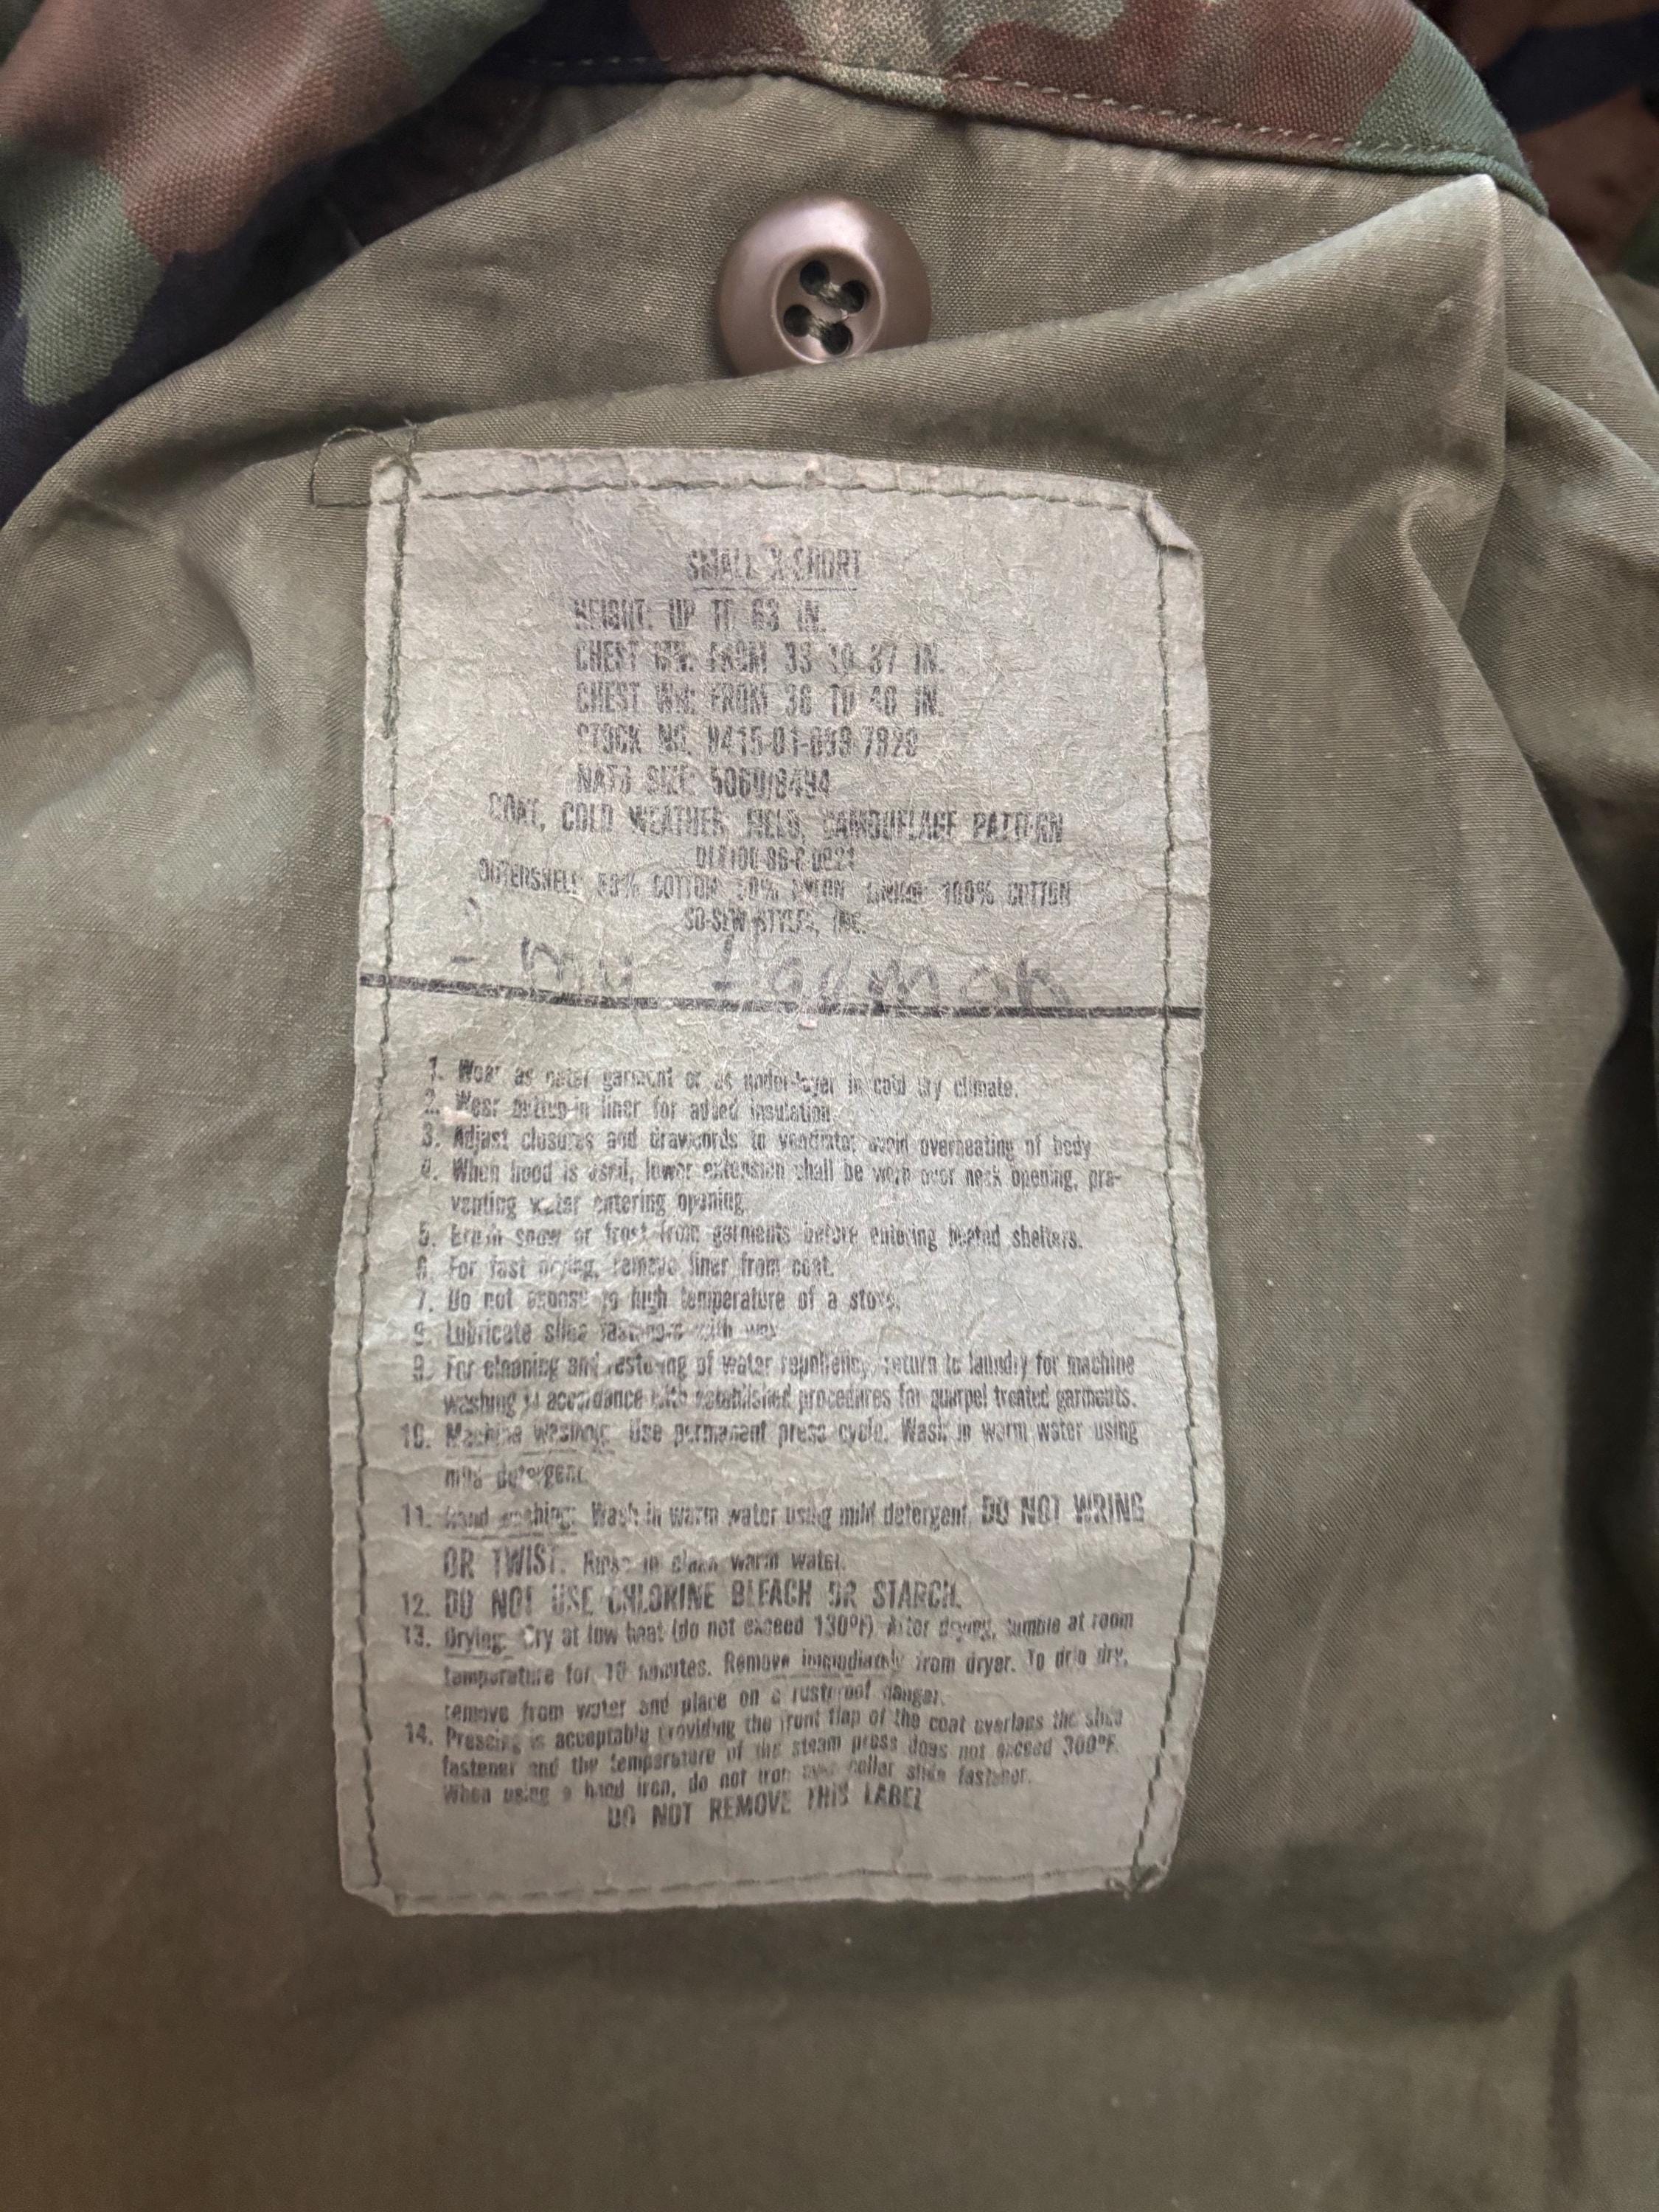 SMALL X-SHORT
HEIGHT: UP TO 63 IN.
CHEST FROM 33 TO 37 IN.
CHEST FROM 36 TO 40 IN.
STOCK NO. 8415-01-099-7829
NATO SIZE:
COAT, COLD WEATHER, FIELD, CAMOUFLAGE PATTERN
OUTERSHELL 50% COTTON 50% NYLON LINING 100% COTTON
SO-SEW STYLES, INC.
1. Wear as outer garment or as under-layer in cold dry climate.
2. Wear button-in liner for added insulation.
3. Adjust closures and drawcords to ventilate, avoid overheating of body
4. When hood is used, lower extension shall be worn over neck opening, pre-
venting water entering opening.
5. Brush snow or frost from garments before entering heated shelters.
6. For fast drying, remove liner from coat.
7. Do not expose to high temperature of a stove.
8. Lubricate slide fasteners with wax
9. For cleaning and restoring of water repellency, return to laundry for machine
washing in accordance with established procedures for quarpel treated garments.
10. Machine washing: Use permanent press cycle. Wash in warm water using
mild detergent.
11. Hand washing: Wash in warm water using mild detergent. DO NOT WRING
OR TWIST. Rinse in clean warm water.
12. DO NOT USE CHLORINE BLEACH OR STARCH.
13. Drying: Dry at low heat (do not exceed 130ºF). After drying, tumble at room
temperature for 10 minutes. Remove immediately from dryer. To drip dry,
remove from water and place on a rustproof hanger.
14. Pressing is acceptable providing the front flap of the coat overlaps the slide
fastener and the temperature of the steam press does not exceed 300ºF.
When using a hand iron, do not iron over collar slide fastener.
DO NOT REMOVE THIS LABEL